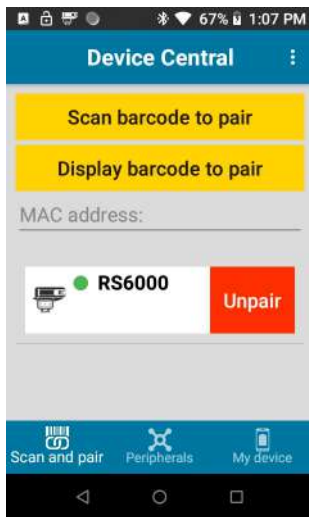 67% 1:07 PM
Device Central
Scan barcode to pair
Display barcode to pair
MAC address:
RS6000
Unpair
Scan and pair Peripherals My device